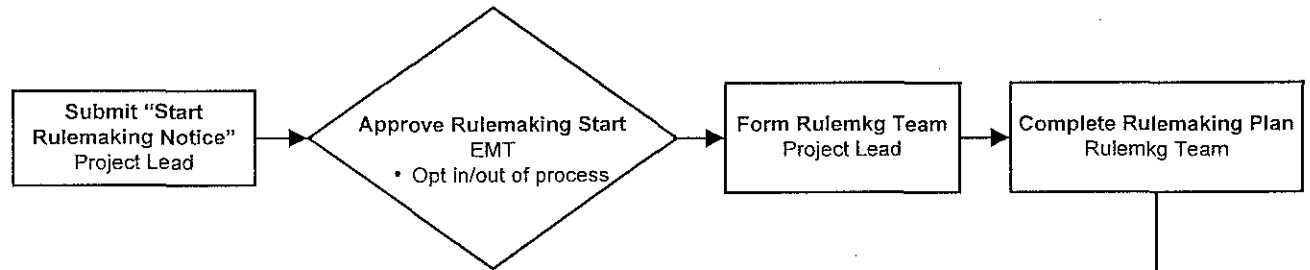 Submit “Start
Rulemaking Notice”
Project Lead
Approve Rulemaking Start
EMT
• Opt in/out of process
Form Rulemkg Team
Project Lead
Complete Rulemaking Plan
Rulemkg Team